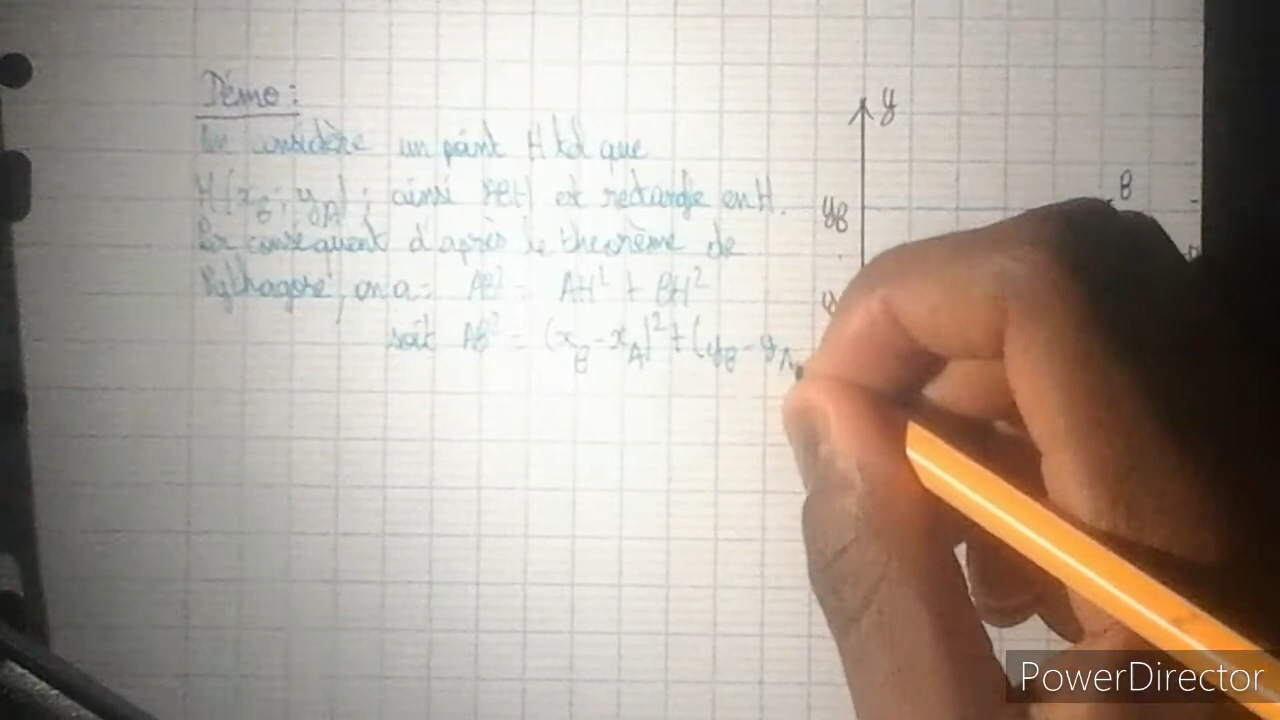 Démo :
On considère un point H tel que
H(x_B ; y_A) ; ainsi ABH est rectangle en H.
Par conséquent d'après le théorème de
Pythagore, on a : AB² = AH² + BH²
soit AB² = (x_B - x_A)² + (y_B - y_A
y
B
y_B
PowerDirector